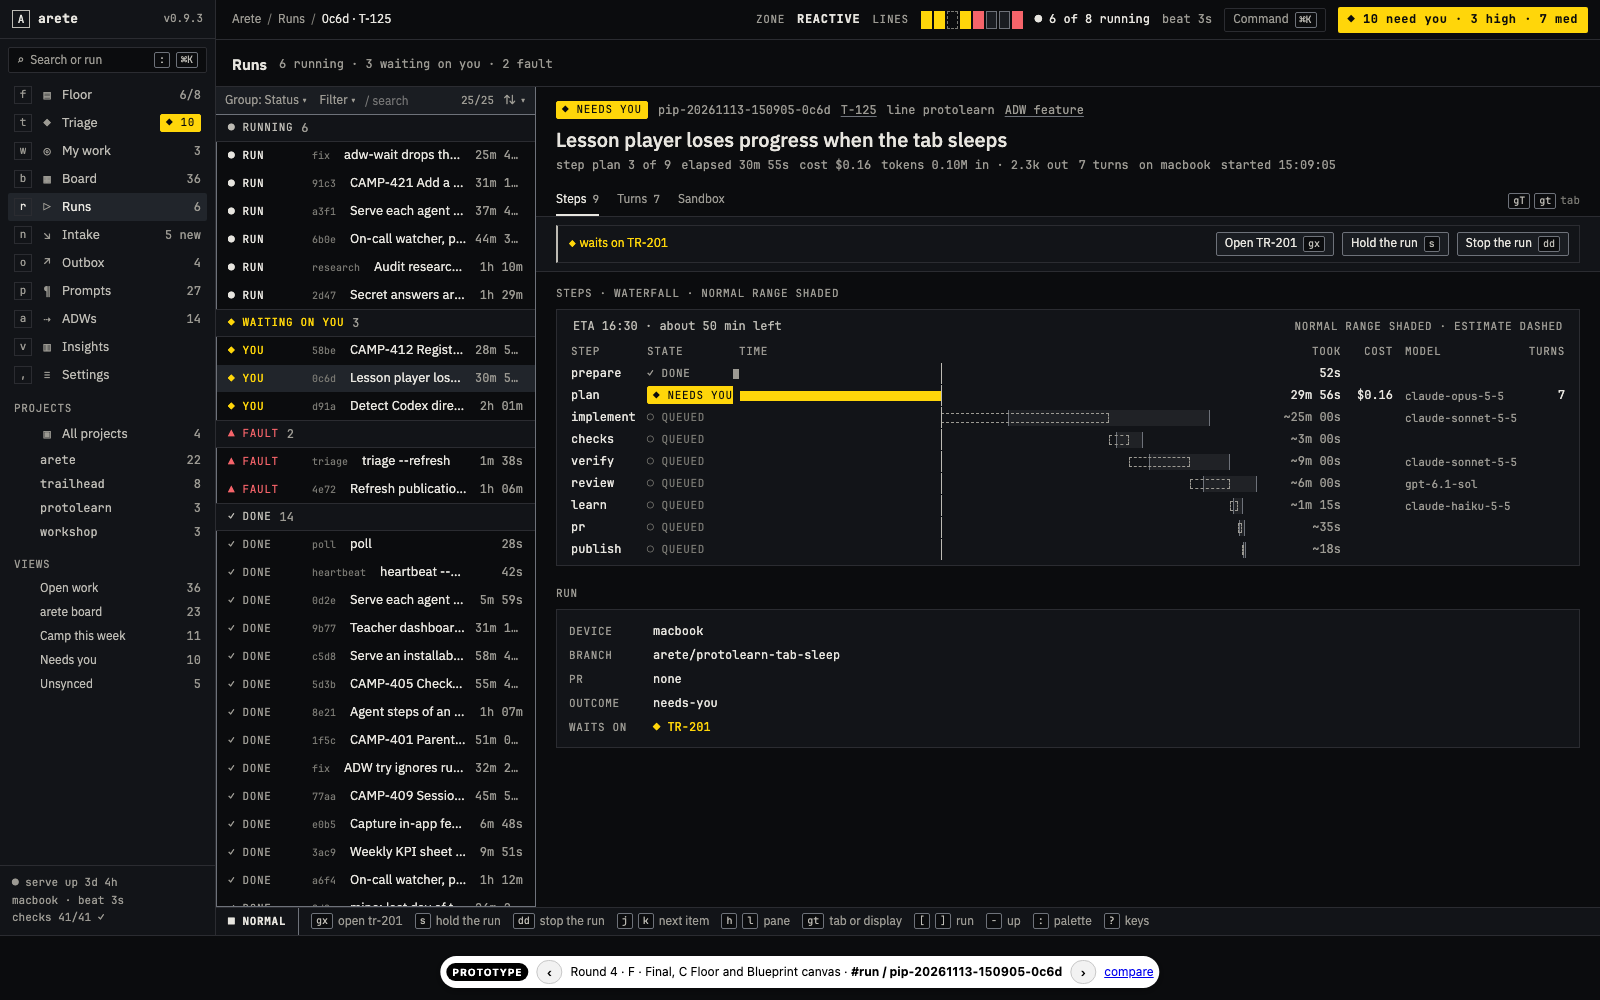 A arete v0.9.3
Arete / Runs / 0c6d · T-125
ZONE REACTIVE LINES 6 of 8 running beat 3s Command ⌘K ◆ 10 need you · 3 high · 7 med
Search or run : ⌘K
f Floor 6/8
t Triage ◆ 10
w My work 3
b Board 36
r Runs 6
n Intake 5 new
o Outbox 4
p Prompts 27
a ADWs 14
v Insights
, Settings
PROJECTS
All projects 4
arete 22
trailhead 8
protolearn 3
workshop 3
VIEWS
Open work 36
arete board 23
Camp this week 11
Needs you 10
Unsynced 5
● serve up 3d 4h
macbook · beat 3s
checks 41/41 ✓
Runs 6 running · 3 waiting on you · 2 fault
Group: Status ▾ Filter ▾ / search 25/25 ⇅ ▾
● RUNNING 6
● RUN fix adw-wait drops th… 25m 4…
● RUN 91c3 CAMP-421 Add a … 31m 1…
● RUN a3f1 Serve each agent … 37m 4…
● RUN 6b0e On-call watcher, p… 44m 3…
● RUN research Audit researc… 1h 10m
● RUN 2d47 Secret answers ar… 1h 29m
◆ WAITING ON YOU 3
◆ YOU 58be CAMP-412 Regist… 28m 5…
◆ YOU 0c6d Lesson player los… 30m 5…
◆ YOU d91a Detect Codex dire… 2h 01m
▲ FAULT 2
▲ FAULT triage triage --refresh 1m 38s
▲ FAULT 4e72 Refresh publicatio… 1h 06m
✓ DONE 14
✓ DONE poll poll 28s
✓ DONE heartbeat heartbeat --… 42s
✓ DONE 0d2e Serve each agent … 5m 59s
✓ DONE 9b77 Teacher dashboar… 31m 1…
✓ DONE c5d8 Serve an installab… 58m 4…
✓ DONE 5d3b CAMP-405 Check… 55m 4…
✓ DONE 8e21 Agent steps of an … 1h 07m
✓ DONE 1f5c CAMP-401 Parent… 51m 0…
✓ DONE fix ADW try ignores ru… 32m 2…
✓ DONE 77aa CAMP-409 Sessio… 45m 5…
✓ DONE e0b5 Capture in-app fe… 6m 48s
✓ DONE 3ac9 Weekly KPI sheet … 9m 51s
✓ DONE a6f4 On-call watcher, p… 1h 12m
◆ NEEDS YOU pip-20261113-150905-0c6d T-125 line protolearn ADW feature
Lesson player loses progress when the tab sleeps
step plan 3 of 9 elapsed 30m 55s cost $0.16 tokens 0.10M in · 2.3k out 7 turns on macbook started 15:09:05
Steps 9 Turns 7 Sandbox gT gt tab
◆ waits on TR-201 Open TR-201 gx Hold the run s Stop the run dd
STEPS · WATERFALL · NORMAL RANGE SHADED
ETA 16:30 · about 50 min left NORMAL RANGE SHADED · ESTIMATE DASHED
STEP STATE TIME TOOK COST MODEL TURNS
prepare ✓ DONE 52s
plan ◆ NEEDS YOU 29m 56s $0.16 claude-opus-5-5 7
implement ○ QUEUED ~25m 00s claude-sonnet-5-5
checks ○ QUEUED ~3m 00s
verify ○ QUEUED ~9m 00s claude-sonnet-5-5
review ○ QUEUED ~6m 00s gpt-6.1-sol
learn ○ QUEUED ~1m 15s claude-haiku-5-5
pr ○ QUEUED ~35s
publish ○ QUEUED ~18s
RUN
DEVICE macbook
BRANCH arete/protolearn-tab-sleep
PR none
OUTCOME needs-you
WAITS ON ◆ TR-201
■ NORMAL gx open tr-201 s hold the run dd stop the run j k next item h l pane gt tab or display [ ] run - up : palette ? keys
PROTOTYPE ‹ Round 4 · F · Final, C Floor and Blueprint canvas · #run / pip-20261113-150905-0c6d › compare